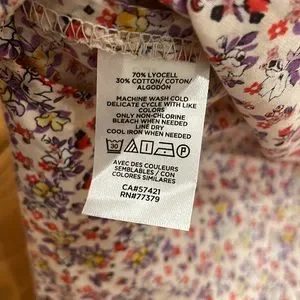 70% LYOCELL
30% COTTON/ COTON/
ALGODÓN
MACHINE WASH COLD
DELICATE CYCLE WITH LIKE
COLORS
ONLY NON-CHLORINE
BLEACH WHEN NEEDED
LINE DRY
COOL IRON WHEN NEEDED
30
AVEC DES COULEURS
SEMBLABLES / CON
COLORES SIMILARES
CA#57421
RN#77379